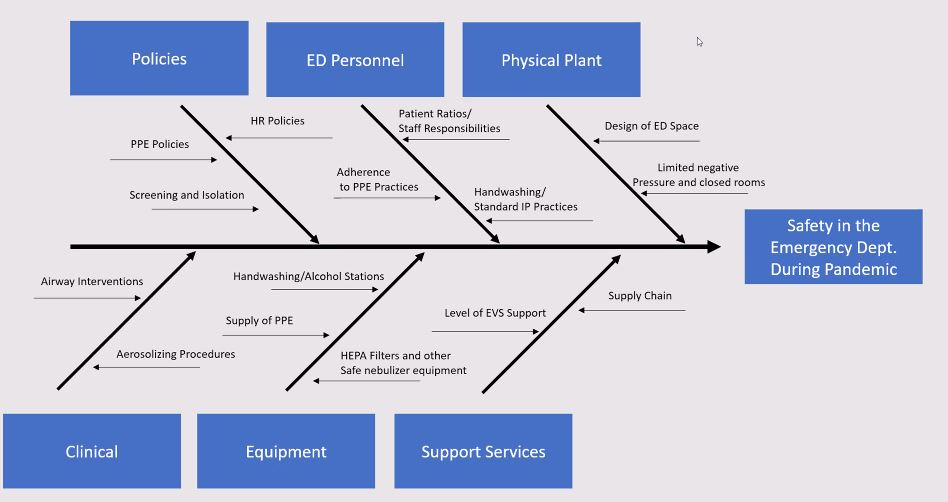 Policies
ED Personnel
Physical Plant
HR Policies
PPE Policies
Screening and Isolation
Patient Ratios/
Staff Responsibilities
Adherence
to PPE Practices
Handwashing/
Standard IP Practices
Design of ED Space
Limited negative
Pressure and closed rooms
Safety in the
Emergency Dept.
During Pandemic
Airway Interventions
Aerosolizing Procedures
Handwashing/Alcohol Stations
Supply of PPE
HEPA Filters and other
Safe nebulizer equipment
Level of EVS Support
Supply Chain
Clinical
Equipment
Support Services